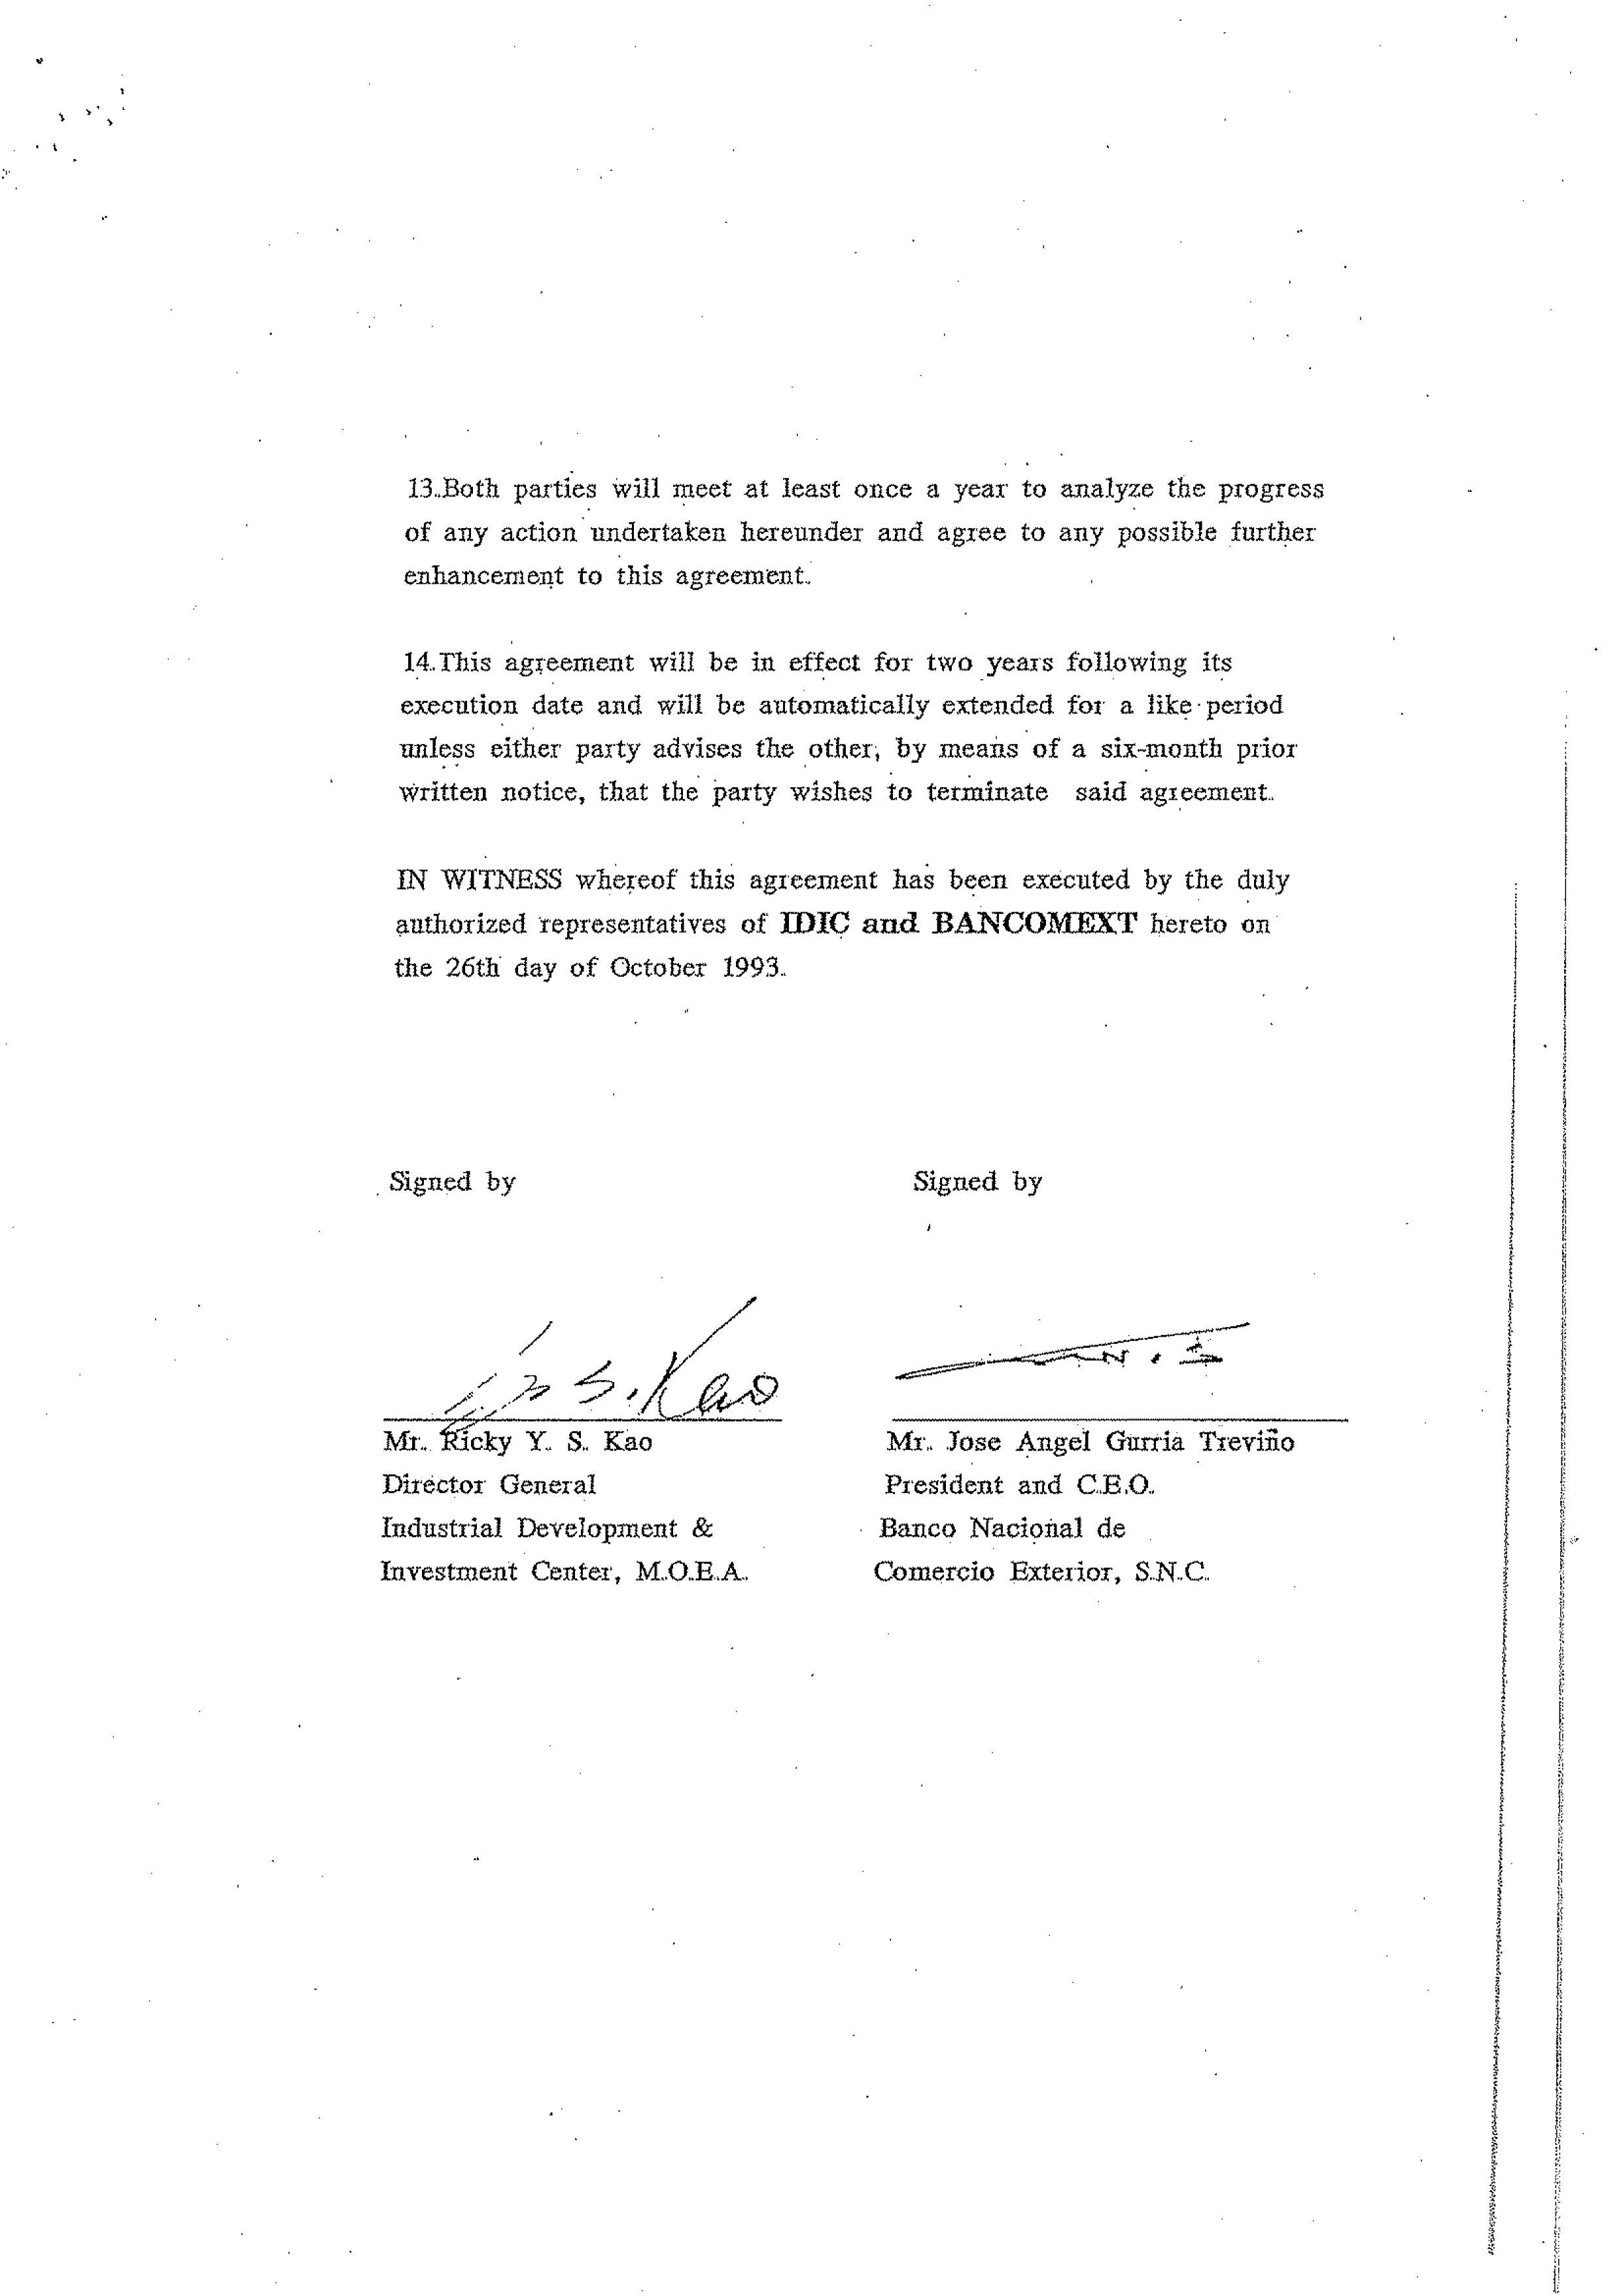 13.Both parties will meet at least once a year to analyze the progress
of any action undertaken hereunder and agree to any possible further
enhancement to this agreement.
14.This agreement will be in effect for two years following its
execution date and will be automatically extended for a like period
unless either party advises the other, by means of a six-month prior
written notice, that the party wishes to terminate said agreement.
IN WITNESS whereof this agreement has been executed by the duly
authorized representatives of IDIC and BANCOMEXT hereto on
the 26th day of October 1993.
Signed by
Signed by
S. Kao
Mr. Ricky Y. S. Kao
Director General
Industrial Development &
Investment Center, M.O.E.A.
Mr. Jose Angel Gurria Treviño
President and C.E.O.
Banco Nacional de
Comercio Exterior, S.N.C.